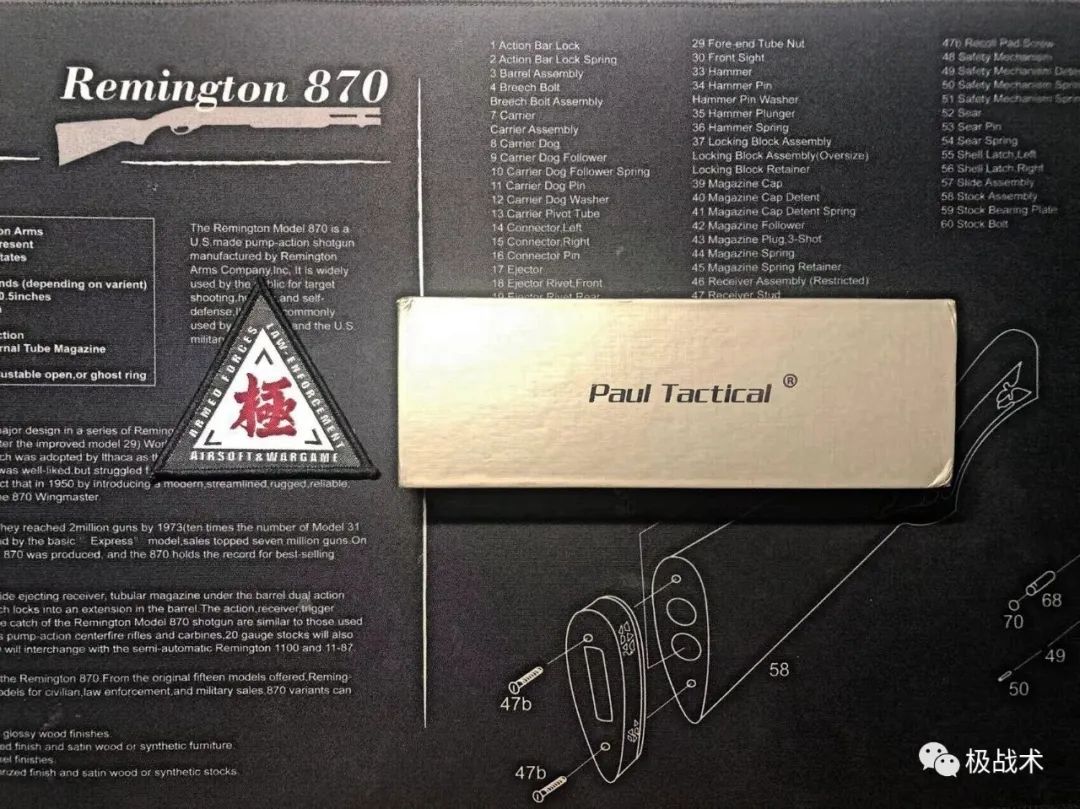 Remington 870
on Arms
resent
tates
nds (depending on varient)
0.5inches
ction
rnal Tube Magazine
ustable open,or ghost ring
The Remington Model 870 is a
U.S.made pump-action shotgun
manufactured by Remington
Arms Company,Inc. It is widely
used by the
lic for target
shooting,h
and self-
defense,
commonly
used by
and the U.S.
milita
ARMED FORCES
LAW-ENFORCEMENT
極
AIRSOFT&WARGAME
ajor design in a series of Reming
ter the improved model 29) Wor
ch was adopted by Ithaca as th
was well-liked,but struggled f
ct that in 1950 by introducing a modern,streamlined,rugged,reliable,
e 870 Wingmaster.
hey reached 2million guns by 1973(ten times the number of Model 31
d by the basic " Express" model,sales topped seven million guns.On
870 was produced, and the 870 holds the record for best-selling
ide ejecting receiver, tubular magazine under the barrel dual action
ch locks into an extension in the barrel.The action,receiver,trigger
e catch of the Remington Model 870 shotgun are similar to those used
s pump-action centerfire rifles and carbines,20 gauge stocks will also
will interchange with the semi-automatic Remington 1100 and 11-87.
the Remington 870.From the original fifteen models offered,Reming-
odels for civilian,law enforcement,and military sales.870 variants can
glossy wood finishes.
ed finish and satin wood or synthetic furniture.
el finishes.
rized finish and satin wood or synthetic stocks.
1 Action Bar Lock
2 Action Bar Lock Spring
3 Barrel Assembly
4 Breech Bolt
Breech Bolt Assembly
7 Carrier
Carrier Assembly
8 Carrier Dog
9 Carrier Dog Follower
10 Carrier Dog Follower Spring
11 Carrier Dog Pin
12 Carrier Dog Washer
13 Carrier Pivot Tube
14 Connector,Left
15 Connector,Right
16 Connector Pin
17 Ejector
18 Ejector Rivet,Front
19 Ejector Rivet,Rear
29 Fore-end Tube Nut
30 Front Sight
33 Hammer
34 Hammer Pin
Hammer Pin Washer
35 Hammer Plunger
36 Hammer Spring
37 Locking Block Assembly
Locking Block Assembly(Oversize)
Locking Block Retainer
39 Magazine Cap
40 Magazine Cap Detent
41 Magazine Cap Detent Spring
42 Magazine Follower
43 Magazine Plug,3-Shot
44 Magazine Spring
45 Magazine Spring Retainer
46 Receiver Assembly (Restricted)
47 Receiver Stud
47b Recoil Pad Screw
48 Safety Mechanism
49 Safety Mechanism Dete
50 Safety Mechanism Sprin
51 Safety Mechanism Spring
52 Sear
53 Sear Pin
54 Sear Spring
55 Shell Latch,Left
56 Shell Latch,Right
57 Slide Assembly
58 Stock Assembly
59 Stock Bearing Plate
60 Stock Bolt
Paul Tactical ®
47b
47b
58
68
70
49
50
极战术